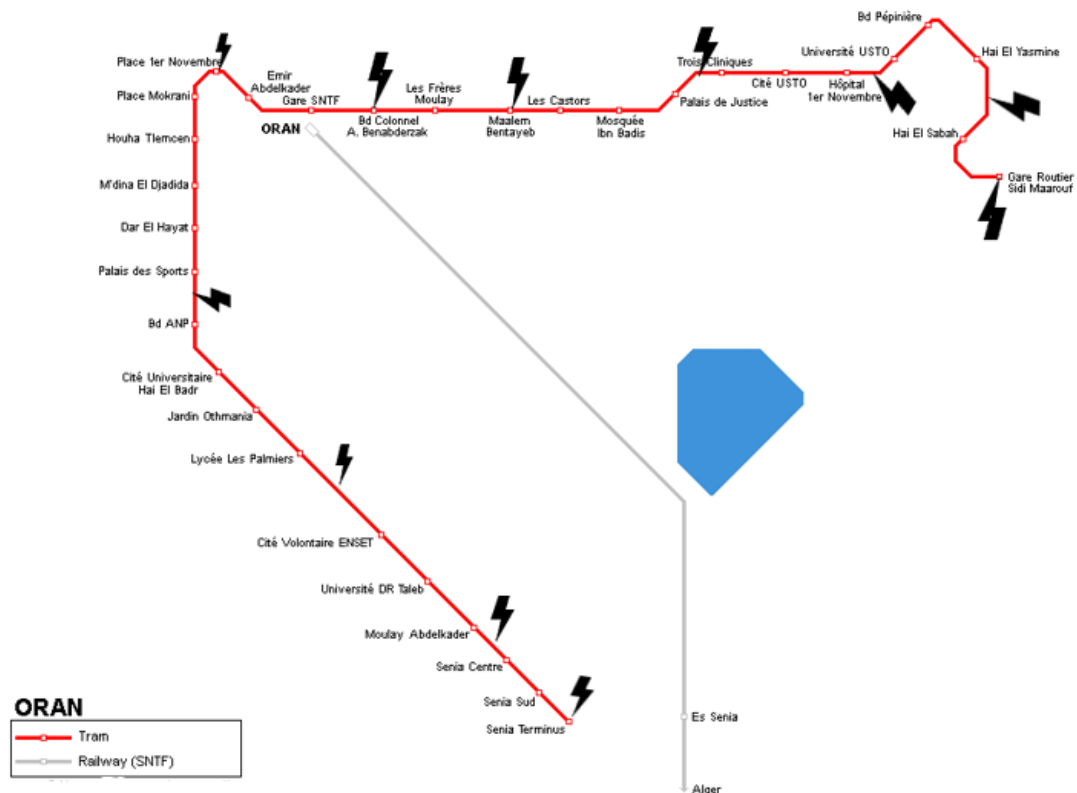 Bd Pépinière
Place 1er Novembre
Trois Cliniques
Université USTO
Hai El Yasmine
Emir
Abdelkader
Place Mokrani
Gare SNTF
Les Frères
Moulay
Les Castors
Palais de Justice
Cité USTO
Hôpital
1er Novembre
ORAN
Bd Colonnel
A. Benabderzak
Maalem
Bentayeb
Mosquée
Ibn Badis
Houha Tlemcen
Hai El Sabah
M'dina El Djadida
Gare Routier
Sidi Maarouf
Dar El Hayat
Palais des Sports
Bd ANP
Cité Universitaire
Hai El Badr
Jardin Othmania
Lycée Les Palmiers
Cité Volontaire ENSET
Université DR Taleb
Moulay Abdelkader
Senia Centre
Senia Sud
Senia Terminus
Es Senia
Alger
ORAN
Tram
Railway (SNTF)